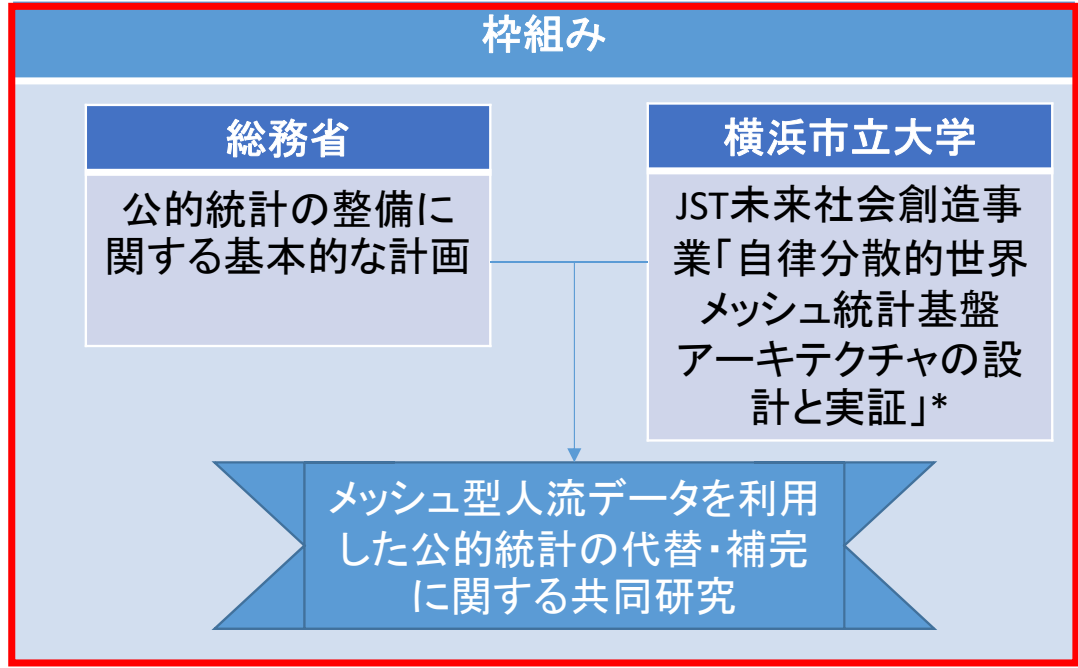 枠組み
総務省
公的統計の整備に
関する基本的な計画
横浜市立大学
JST未来社会創造事
業「自律分散的世界
メッシュ統計基盤
アーキテクチャの設
計と実証」*
メッシュ型人流データを利用
した公的統計の代替・補完
に関する共同研究